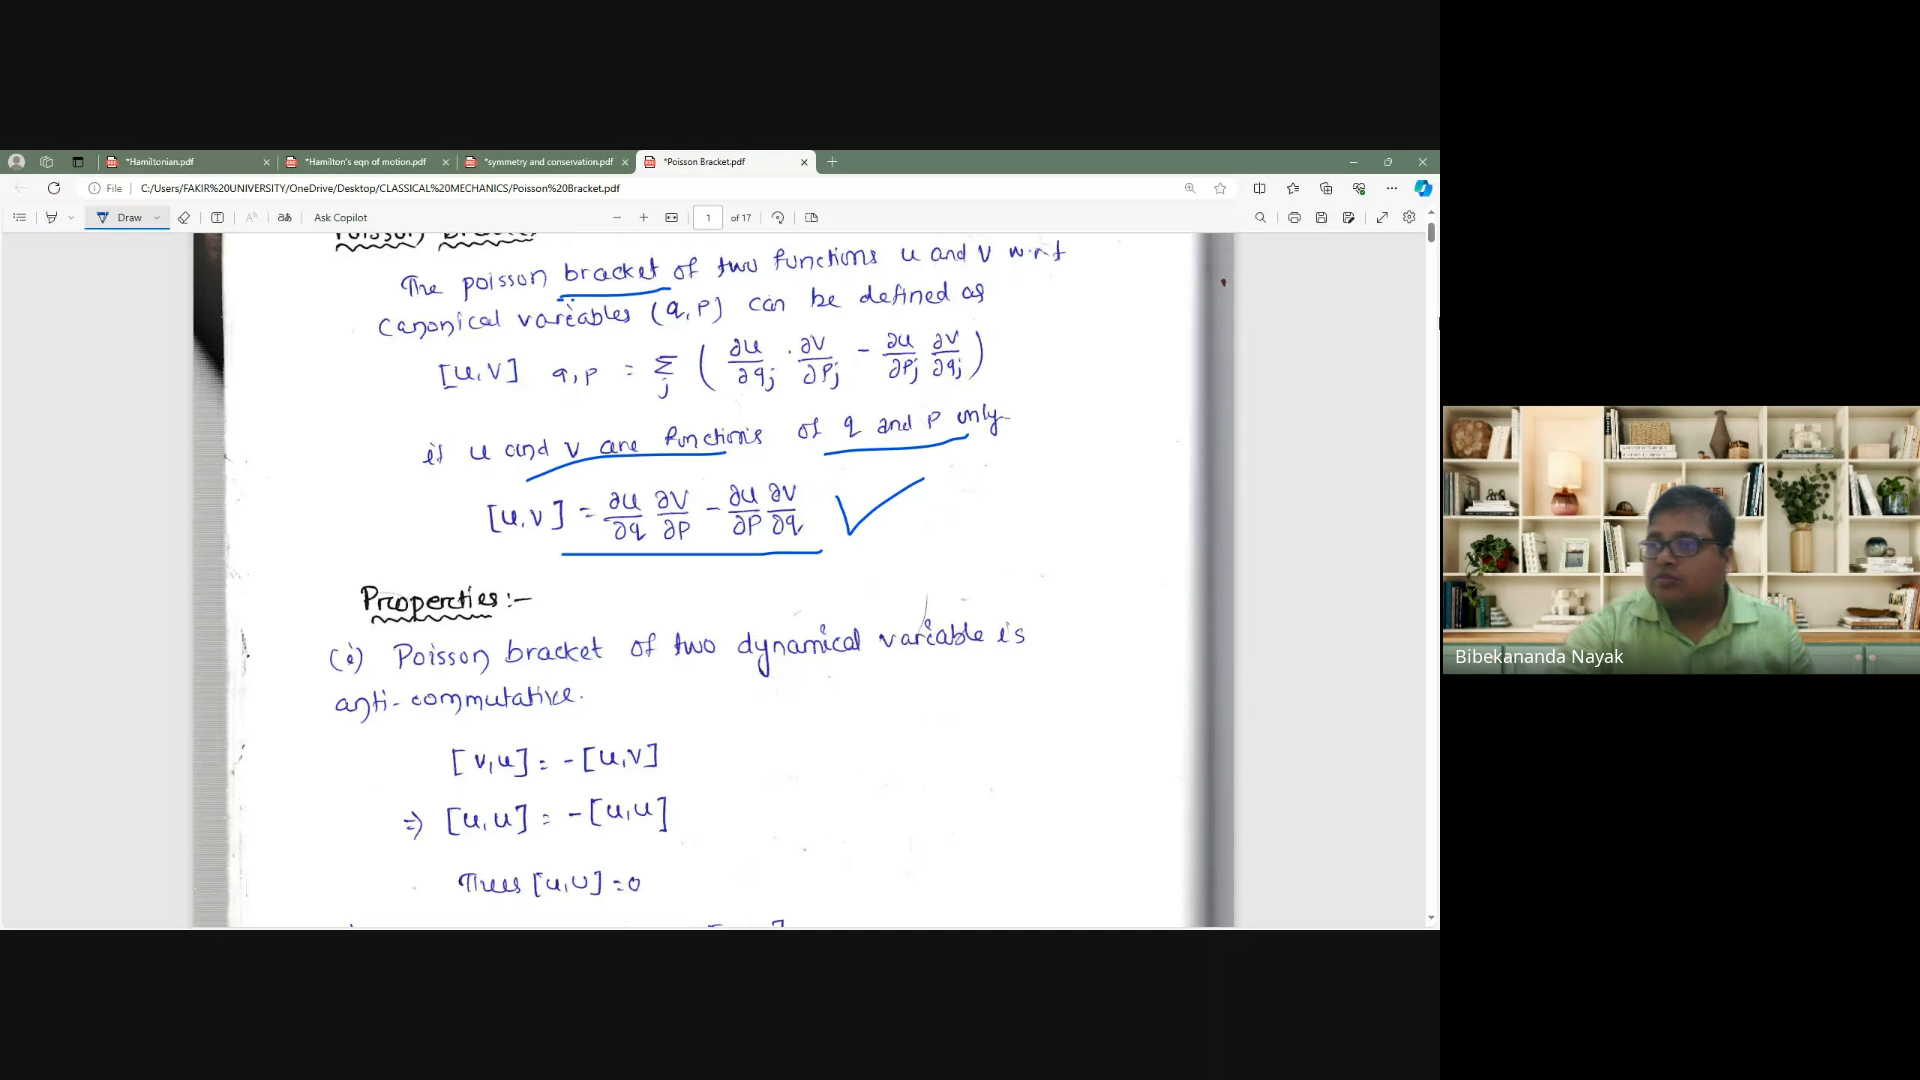 *Hamiltonian.pdf
*Hamilton's eqn of motion.pdf
*symmetry and conservation.pdf
*Poisson Bracket.pdf
File
C:/Users/FAKIR%20UNIVERSITY/OneDrive/Desktop/CLASSICAL%20MECHANICS/Poisson%20Bracket.pdf
Draw
Ask Copilot
1 of 17
The poisson bracket of two functions u and v w.r.t
canonical variables (q,p) can be defined as
[u,v] q,p = Σj ( ∂u/∂qj · ∂v/∂pj - ∂u/∂pj ∂v/∂qj )
if u and v are functions of q and p only
[u,v] = ∂u/∂q ∂v/∂p - ∂u/∂p ∂v/∂q
Properties:-
(i) Poisson bracket of two dynamical variable is
anti-commutative.
[v,u] = -[u,v]
⇒ [u,u] = -[u,u]
Thus [u,u] = 0
Bibekananda Nayak